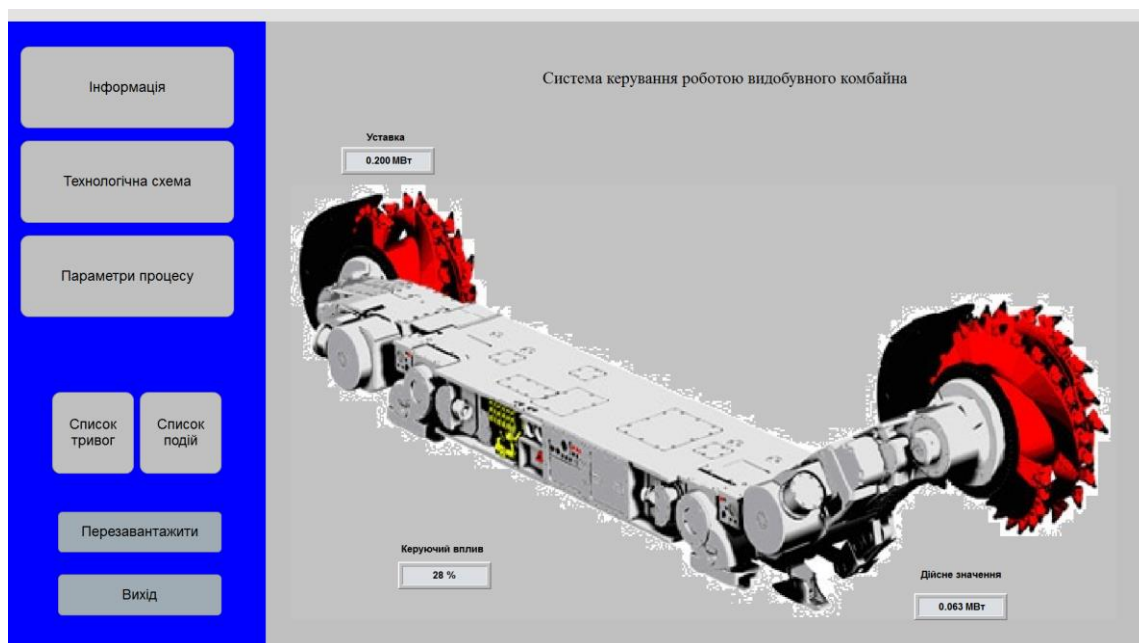 Інформація
Технологічна схема
Параметри процесу
Список
тривог
Список
подій
Перезавантажити
Вихід
Система керування роботою видобувного комбайна
Уставка
0.200 МВт
Керуючий вплив
28 %
Дійсне значення
0.063 МВт